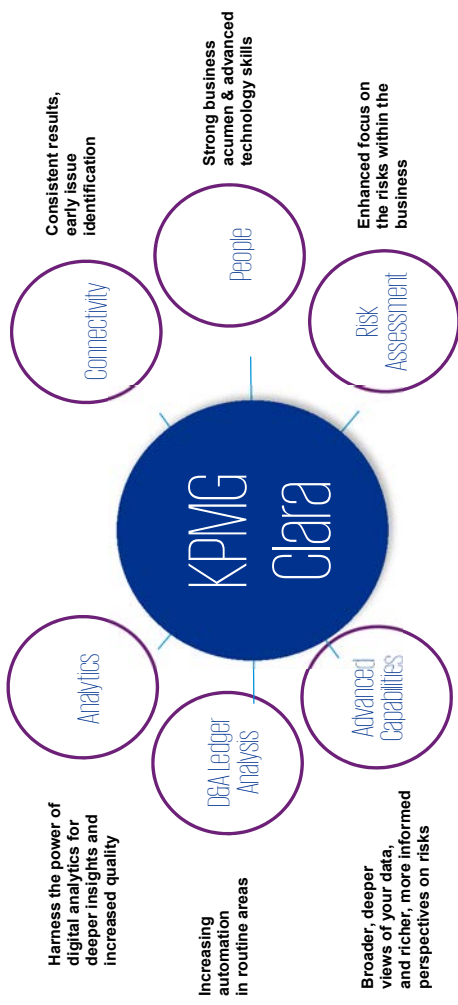 Harness the power of
digital analytics for
deeper insights and
increased quality
Analytics
Connectivity
Consistent results,
early issue
identification
Increasing
automation
in routine areas
D&A Ledger
Analysis
KPMG
Clara
People
Strong business
acumen & advanced
technology skills
Broader, deeper
views of your data,
and richer, more informed
perspectives on risks
Advanced
Capabilities
Risk
Assessment
Enhanced focus on
the risks within the
business